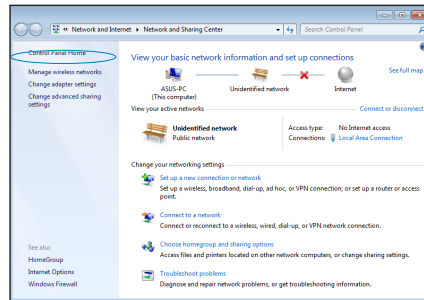 « Network and Internet ▸ Network and Sharing Center
Search Control Panel
Control Panel Home
Manage wireless networks
Change adapter settings
Change advanced sharing
settings
See also
HomeGroup
Internet Options
Windows Firewall
View your basic network information and set up connections
See full map
ASUS-PC
(This computer)
Unidentified network
Internet
View your active networks
Connect or disconnect
Unidentified network
Public network
Access type: No Internet access
Connections: Local Area Connection
Change your networking settings
Set up a new connection or network
Set up a wireless, broadband, dial-up, ad hoc, or VPN connection; or set up a router or access
point.
Connect to a network
Connect or reconnect to a wireless, wired, dial-up, or VPN network connection.
Choose homegroup and sharing options
Access files and printers located on other network computers, or change sharing settings.
Troubleshoot problems
Diagnose and repair network problems, or get troubleshooting information.